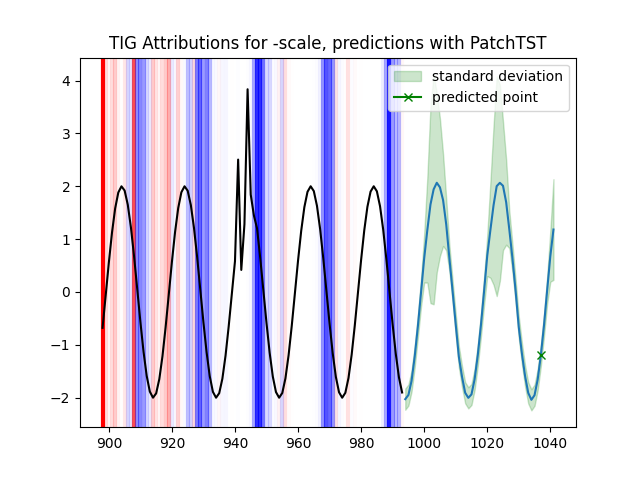 TIG Attributions for -scale, predictions with PatchTST
standard deviation
predicted point
4
3
2
1
0
−1
−2
900 920 940 960 980 1000 1020 1040